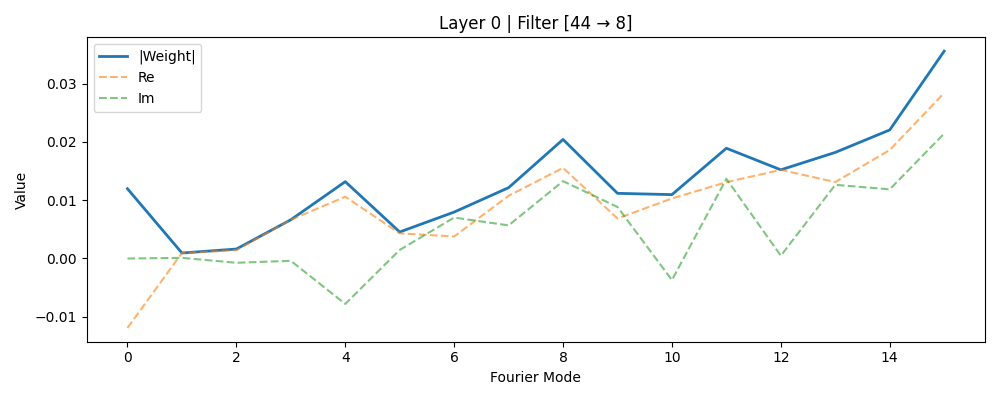 Layer 0 | Filter [44 → 8]
|Weight|
Re
Im
Value
0.03
0.02
0.01
0.00
−0.01
0 2 4 6 8 10 12 14
Fourier Mode